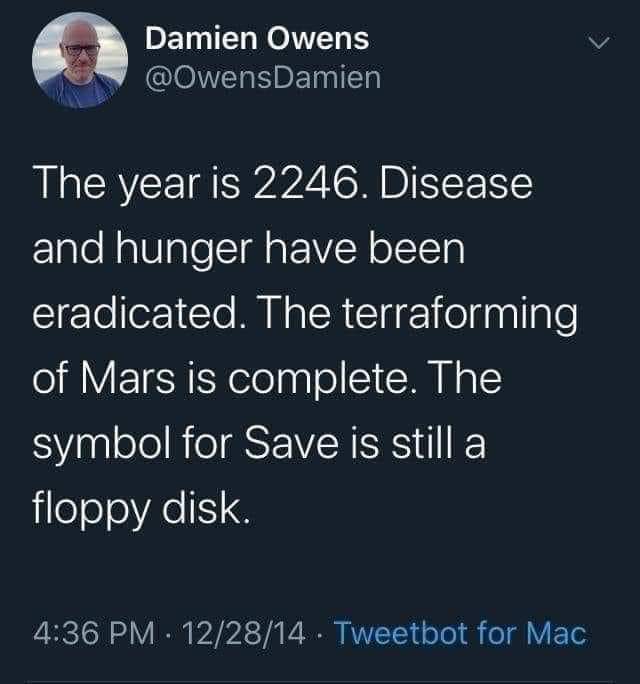 Damien Owens
@OwensDamien
The year is 2246. Disease
and hunger have been
eradicated. The terraforming
of Mars is complete. The
symbol for Save is still a
floppy disk.
4:36 PM · 12/28/14 · Tweetbot for Mac